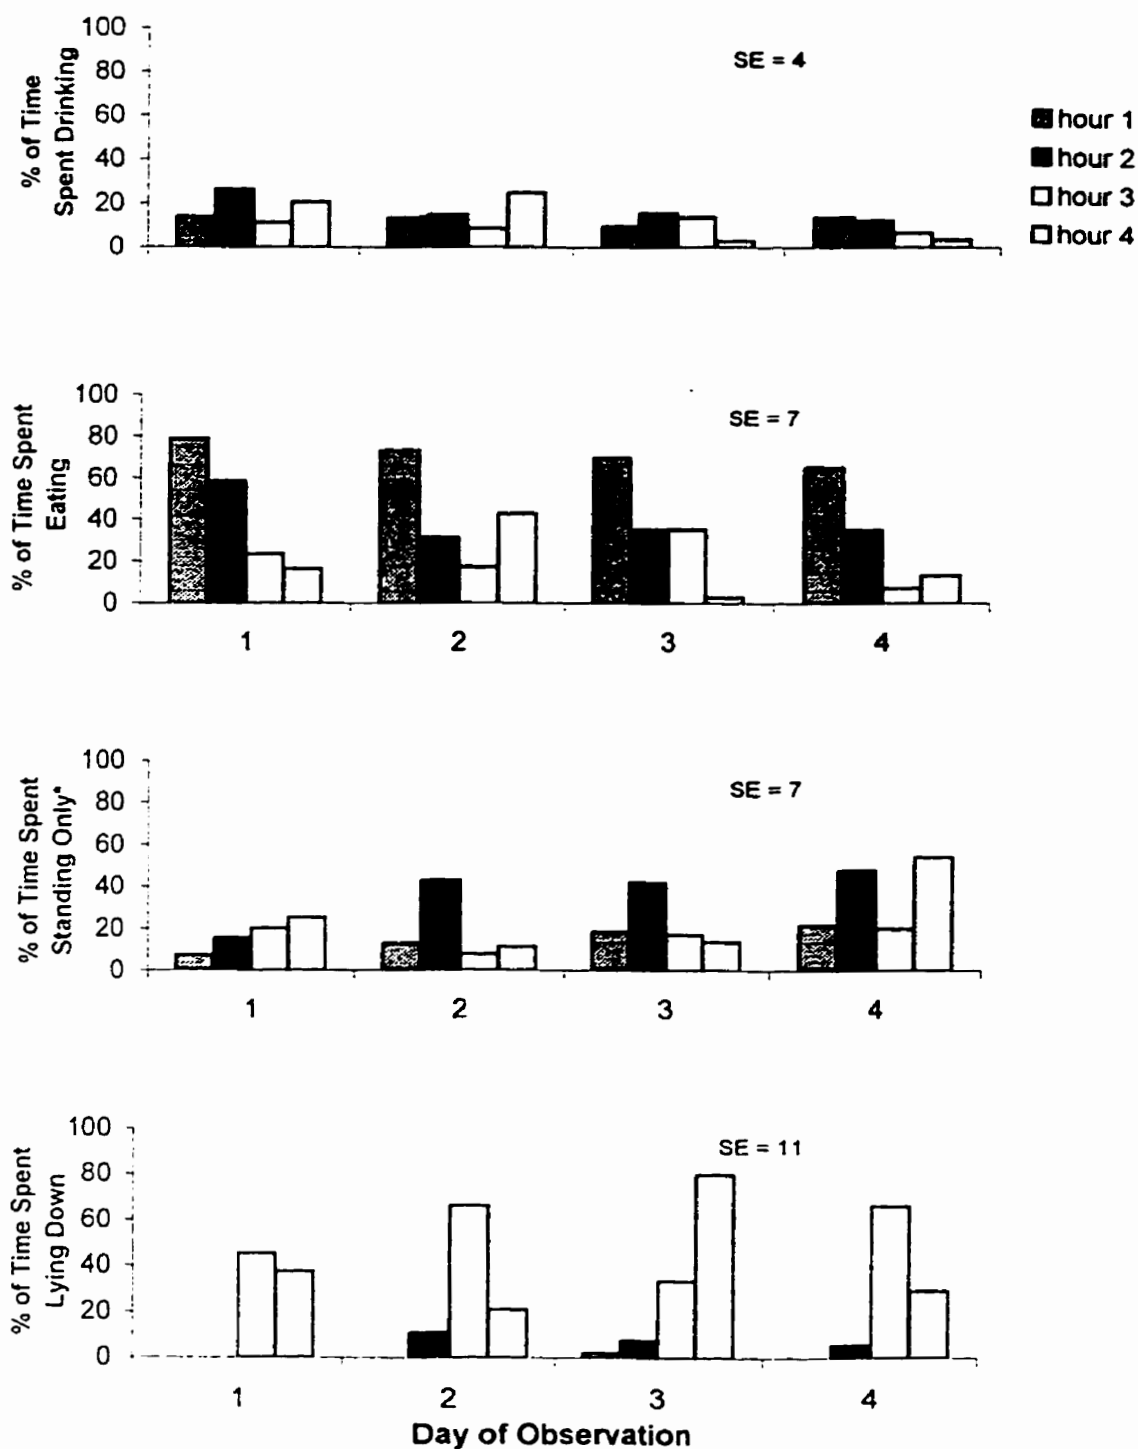 % of Time
Spent Drinking
100
80
60
40
20
0
SE = 4
hour 1
hour 2
hour 3
hour 4
% of Time Spent
Eating
100
80
60
40
20
0
SE = 7
1 2 3 4
% of Time Spent
Standing Only*
100
80
60
40
20
0
SE = 7
1 2 3 4
% of Time Spent
Lying Down
100
80
60
40
20
0
SE = 11
1 2 3 4
Day of Observation